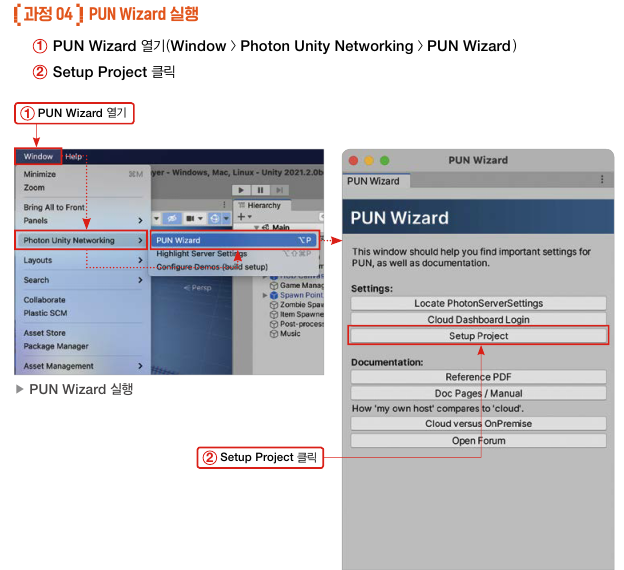 [과정 04] PUN Wizard 실행
① PUN Wizard 열기(Window > Photon Unity Networking > PUN Wizard)
② Setup Project 클릭
① PUN Wizard 열기
Window Help
Minimize ⌘M
Zoom
Bring All to Front
Panels
Photon Unity Networking
Layouts
Search
Collaborate
Plastic SCM
Asset Store
Package Manager
Asset Management
yer - Windows, Mac, Linux - Unity 2021.2.0b
Hierarchy
Main
PUN Wizard ⌥P
Highlight Server Settings ⌥⇧⌘P
Configure Demos (build setup)
Persp
Game Manag
Spawn Point
Zombie Spaw
Item Spawne
Post-process
Music
▶ PUN Wizard 실행
PUN Wizard
PUN Wizard
PUN Wizard
This window should help you find important settings for
PUN, as well as documentation.
Settings:
Locate PhotonServerSettings
Cloud Dashboard Login
Setup Project
Documentation:
Reference PDF
Doc Pages / Manual
How 'my own host' compares to 'cloud'.
Cloud versus OnPremise
Open Forum
② Setup Project 클릭